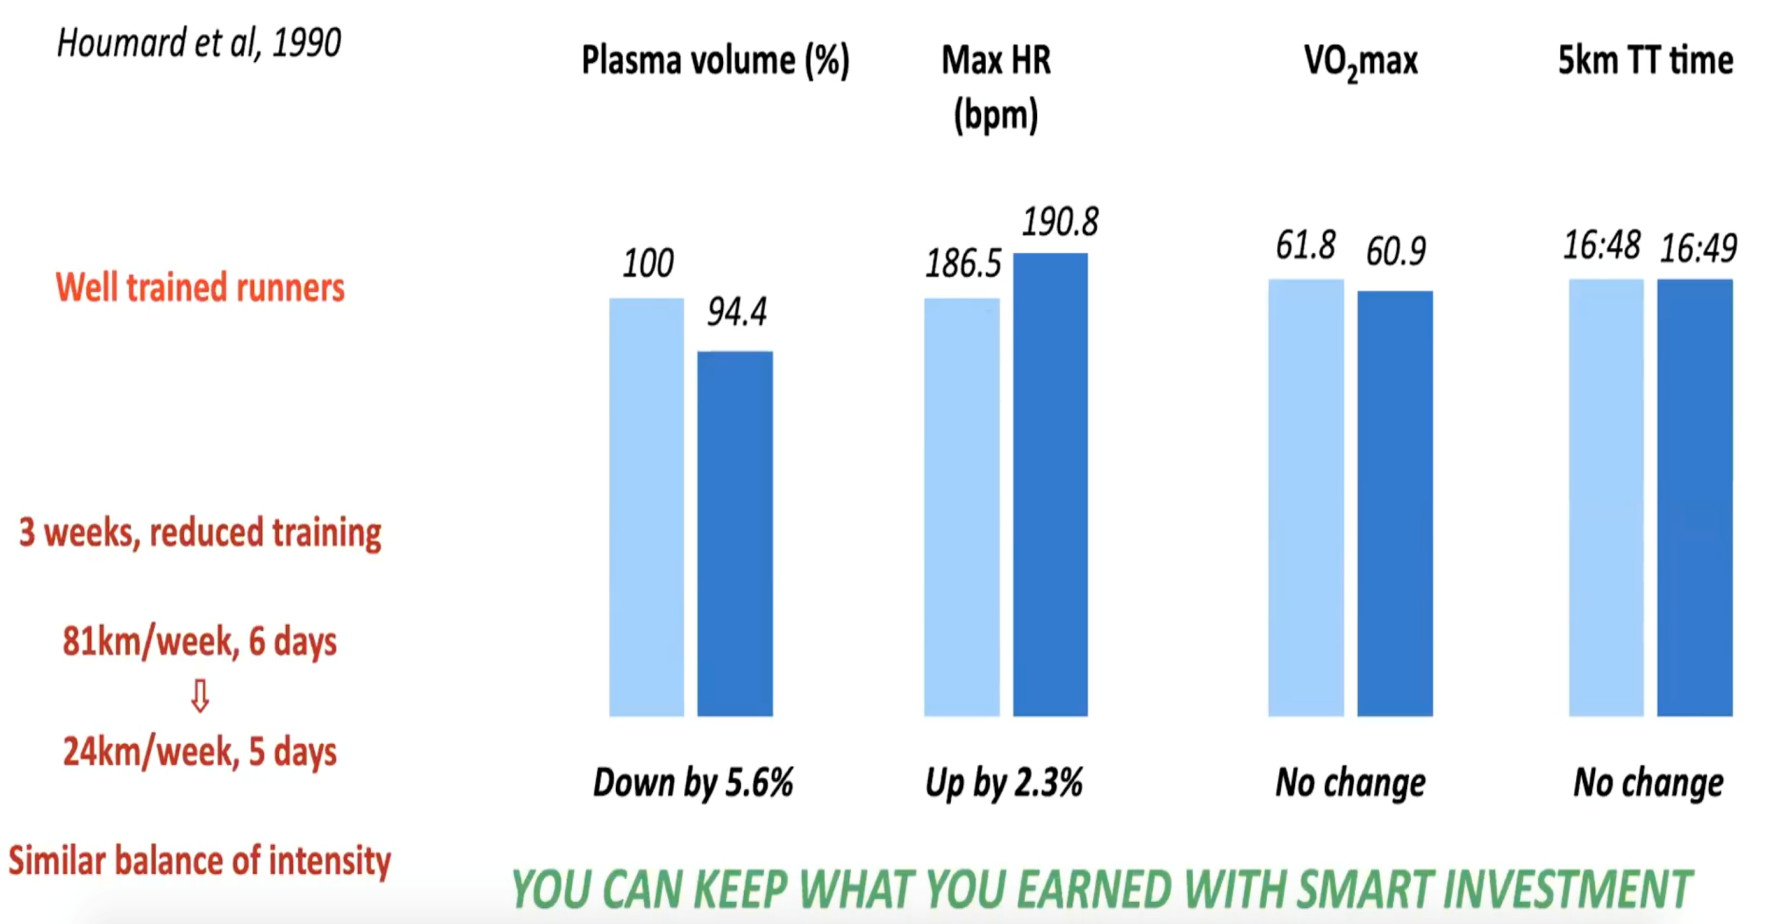 Houmard et al, 1990
Well trained runners
3 weeks, reduced training
81km/week, 6 days
⇩
24km/week, 5 days
Similar balance of intensity
Plasma volume (%)
100
94.4
Down by 5.6%
Max HR
(bpm)
186.5
190.8
Up by 2.3%
VO₂max
61.8
60.9
No change
5km TT time
16:48
16:49
No change
YOU CAN KEEP WHAT YOU EARNED WITH SMART INVESTMENT